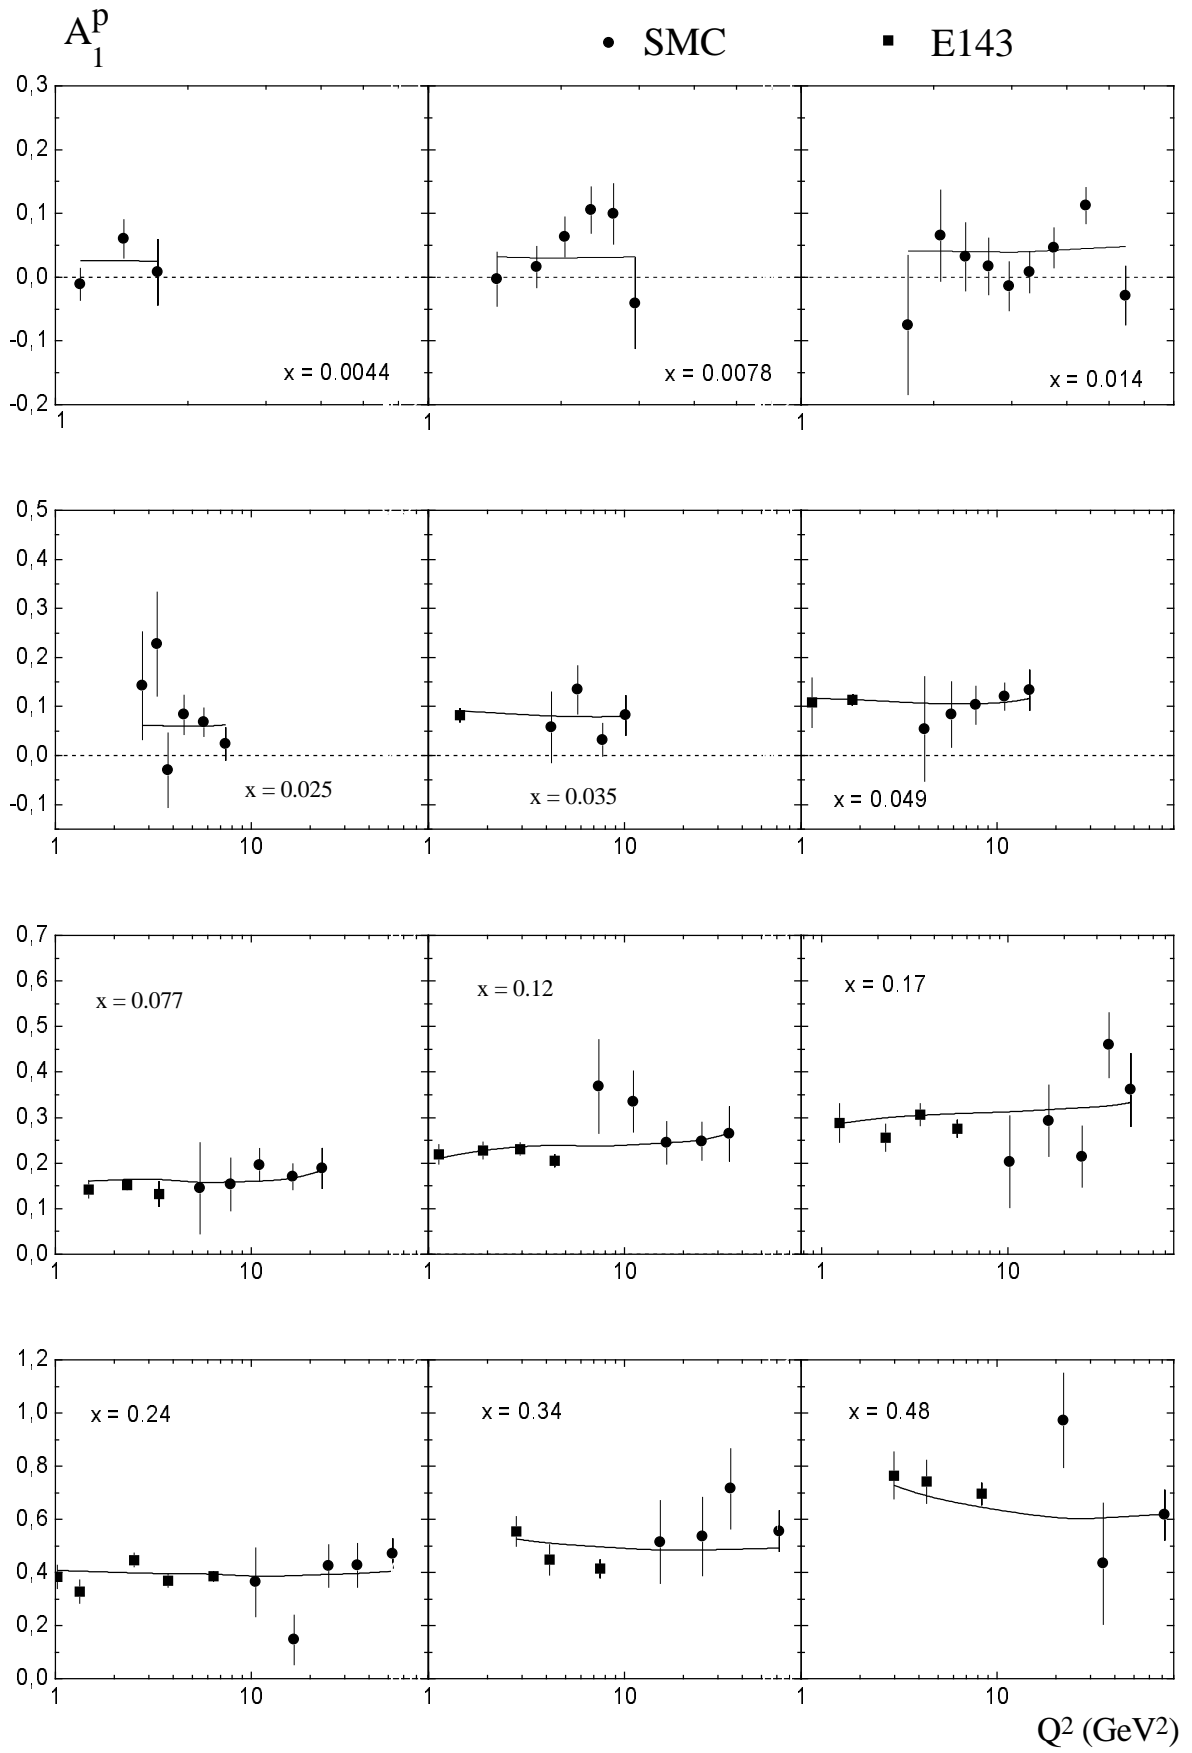 A₁ᵖ
● SMC ■ E143
0,3
0,2
0,1
0,0
-0,1
-0,2
x = 0.0044 x = 0.0078 x = 0.014
1 1 1
0,5
0,4
0,3
0,2
0,1
0,0
-0,1
x = 0.025 x = 0.035 x = 0.049
1 10 1 10 1 10
0,7
0,6
0,5
0,4
0,3
0,2
0,1
0,0
x = 0.077 x = 0.12 x = 0.17
1 10 1 10 1 10
1,2
1,0
0,8
0,6
0,4
0,2
0,0
x = 0.24 x = 0.34 x = 0.48
1 10 1 10 1 10
Q² (GeV²)